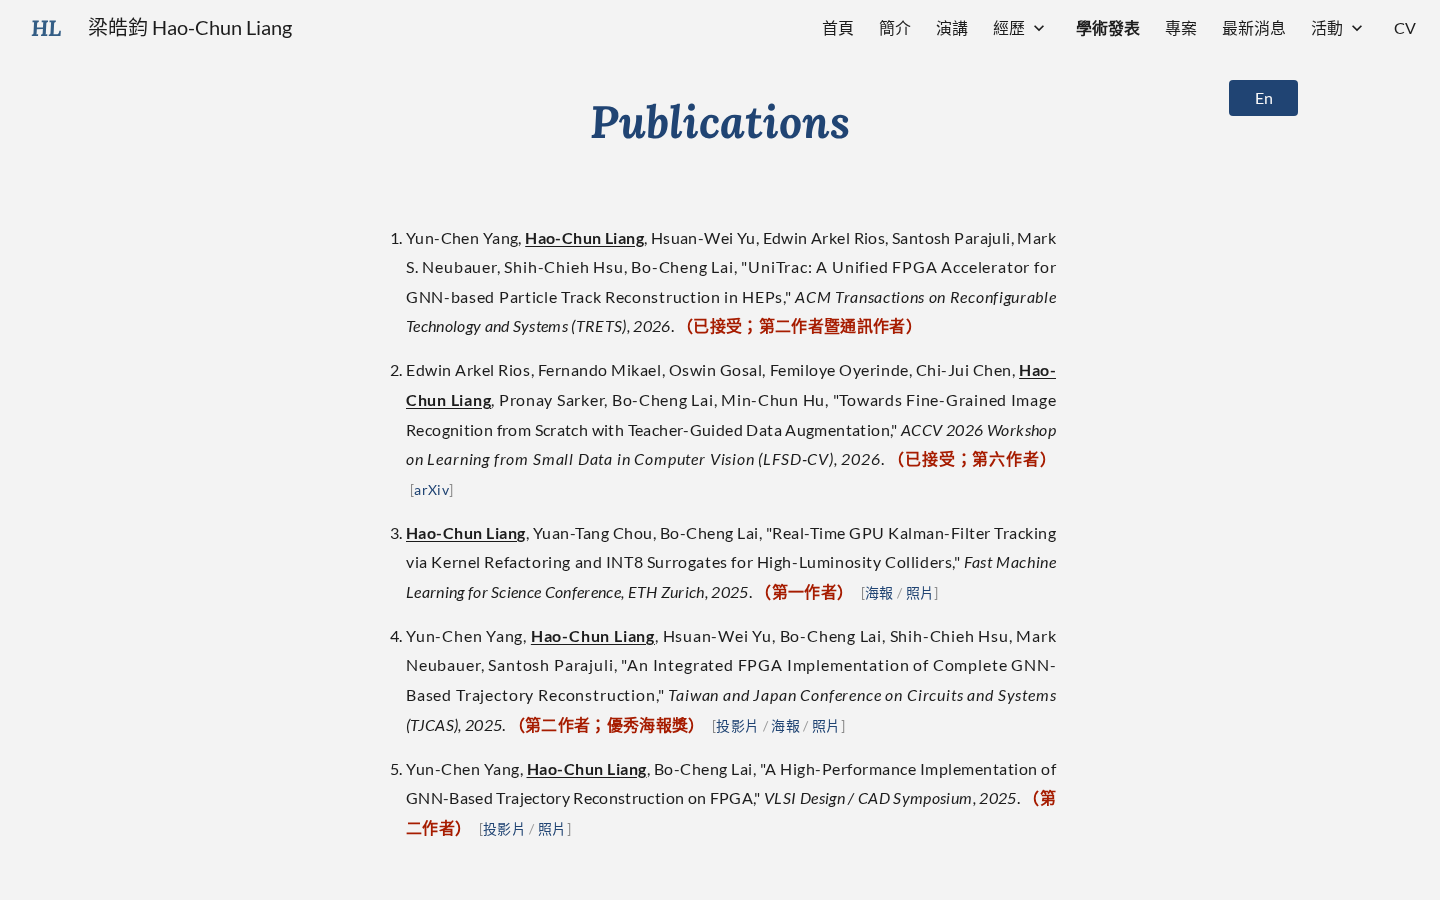 HL 梁皓鈞 Hao-Chun Liang 首頁 簡介 演講 經歷 學術發表 專案 最新消息 活動 CV
En
Publications
1. Yun-Chen Yang, Hao-Chun Liang, Hsuan-Wei Yu, Edwin Arkel Rios, Santosh Parajuli, Mark
S. Neubauer, Shih-Chieh Hsu, Bo-Cheng Lai, "UniTrac: A Unified FPGA Accelerator for
GNN-based Particle Track Reconstruction in HEPs," ACM Transactions on Reconfigurable
Technology and Systems (TRETS), 2026. （已接受；第二作者暨通訊作者）
2. Edwin Arkel Rios, Fernando Mikael, Oswin Gosal, Femiloye Oyerinde, Chi-Jui Chen, Hao-
Chun Liang, Pronay Sarker, Bo-Cheng Lai, Min-Chun Hu, "Towards Fine-Grained Image
Recognition from Scratch with Teacher-Guided Data Augmentation," ACCV 2026 Workshop
on Learning from Small Data in Computer Vision (LFSD-CV), 2026. （已接受；第六作者）
[arXiv]
3. Hao-Chun Liang, Yuan-Tang Chou, Bo-Cheng Lai, "Real-Time GPU Kalman-Filter Tracking
via Kernel Refactoring and INT8 Surrogates for High-Luminosity Colliders," Fast Machine
Learning for Science Conference, ETH Zurich, 2025. （第一作者） [海報 / 照片]
4. Yun-Chen Yang, Hao-Chun Liang, Hsuan-Wei Yu, Bo-Cheng Lai, Shih-Chieh Hsu, Mark
Neubauer, Santosh Parajuli, "An Integrated FPGA Implementation of Complete GNN-
Based Trajectory Reconstruction," Taiwan and Japan Conference on Circuits and Systems
(TJCAS), 2025. （第二作者；優秀海報獎） [投影片 / 海報 / 照片]
5. Yun-Chen Yang, Hao-Chun Liang, Bo-Cheng Lai, "A High-Performance Implementation of
GNN-Based Trajectory Reconstruction on FPGA," VLSI Design / CAD Symposium, 2025. （第
二作者） [投影片 / 照片]